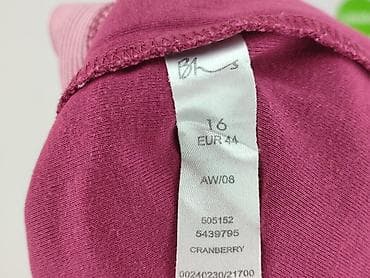 Bhs
16
EUR 44
AW/08
505152
5439795
CRANBERRY
00240230/21700